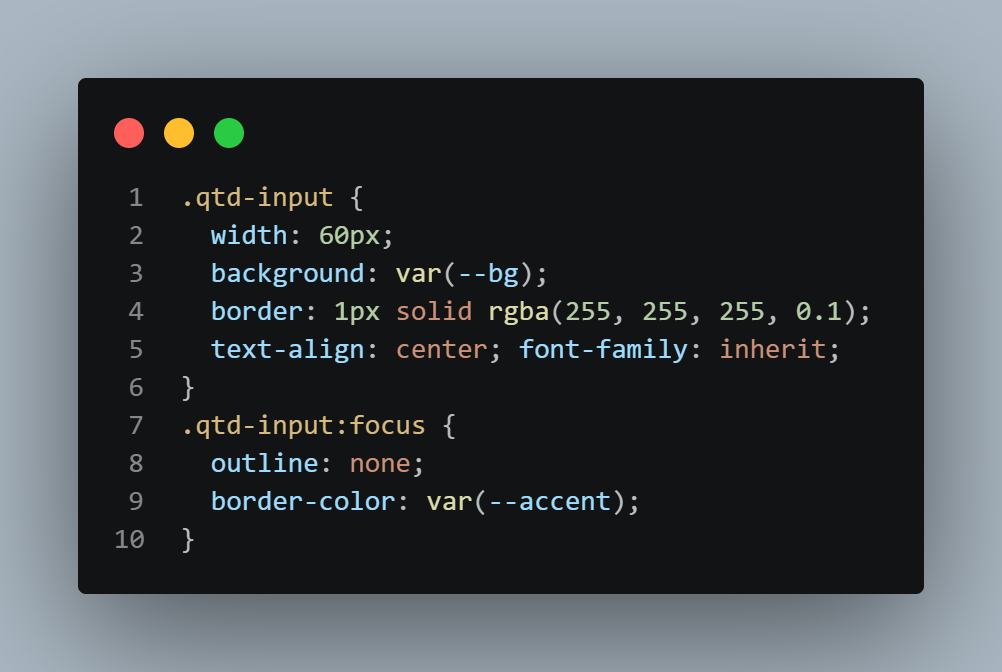 1 .qtd-input {
2   width: 60px;
3   background: var(--bg);
4   border: 1px solid rgba(255, 255, 255, 0.1);
5   text-align: center; font-family: inherit;
6 }
7 .qtd-input:focus {
8   outline: none;
9   border-color: var(--accent);
10 }